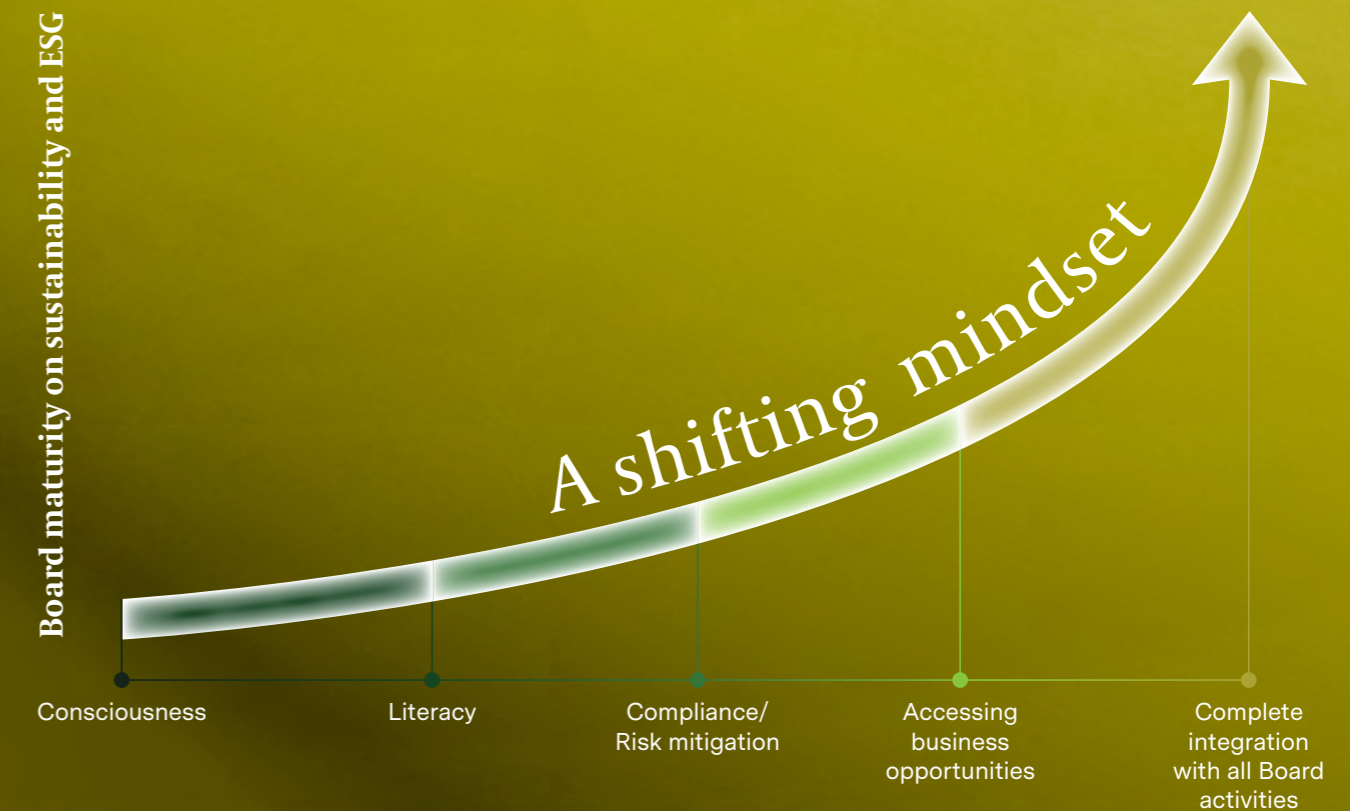 Board maturity on sustainability and ESG
A shifting mindset
Consciousness
Literacy
Compliance/
Risk mitigation
Accessing
business
opportunities
Complete
integration
with all Board
activities